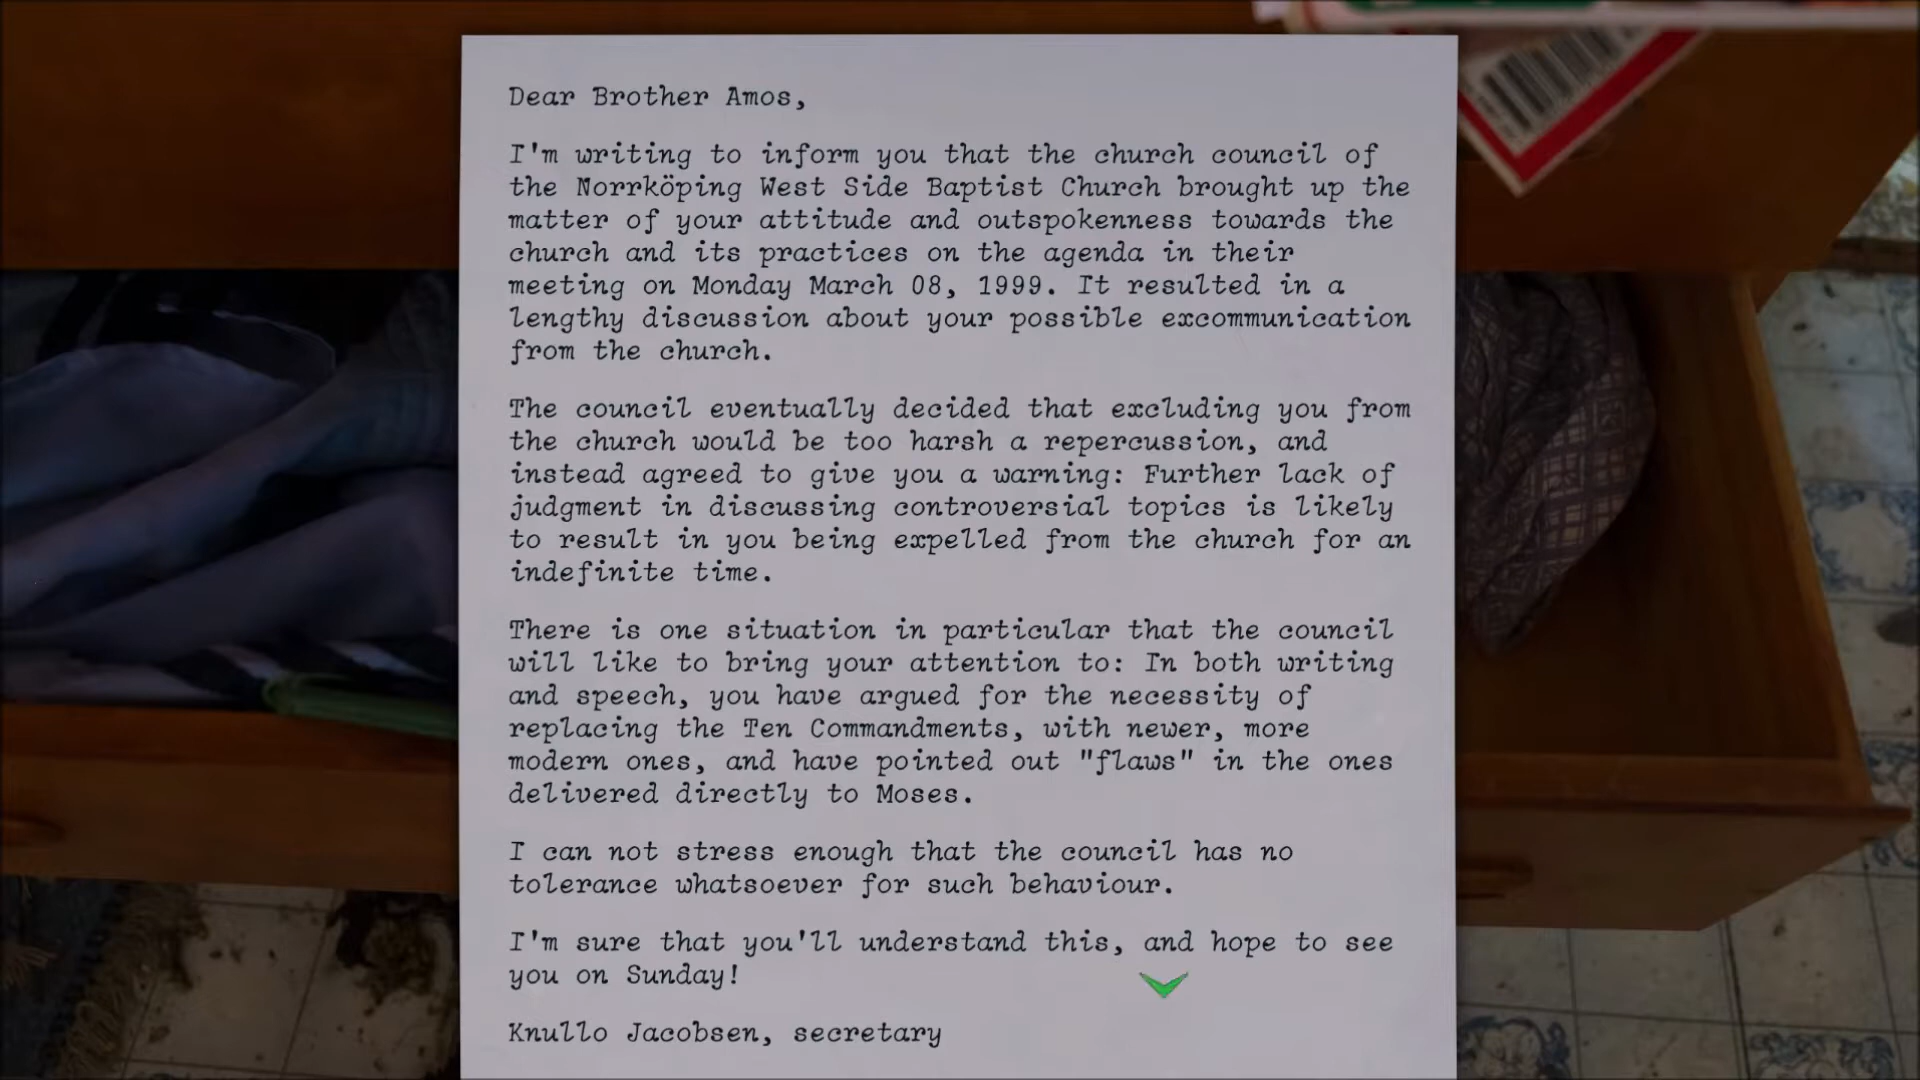 Dear Brother Amos,
I'm writing to inform you that the church council of
the Norrköping West Side Baptist Church brought up the
matter of your attitude and outspokenness towards the
church and its practices on the agenda in their
meeting on Monday March 08, 1999. It resulted in a
lengthy discussion about your possible excommunication
from the church.
The council eventually decided that excluding you from
the church would be too harsh a repercussion, and
instead agreed to give you a warning: Further lack of
judgment in discussing controversial topics is likely
to result in you being expelled from the church for an
indefinite time.
There is one situation in particular that the council
will like to bring your attention to: In both writing
and speech, you have argued for the necessity of
replacing the Ten Commandments, with newer, more
modern ones, and have pointed out "flaws" in the ones
delivered directly to Moses.
I can not stress enough that the council has no
tolerance whatsoever for such behaviour.
I'm sure that you'll understand this, and hope to see
you on Sunday!
Knullo Jacobsen, secretary